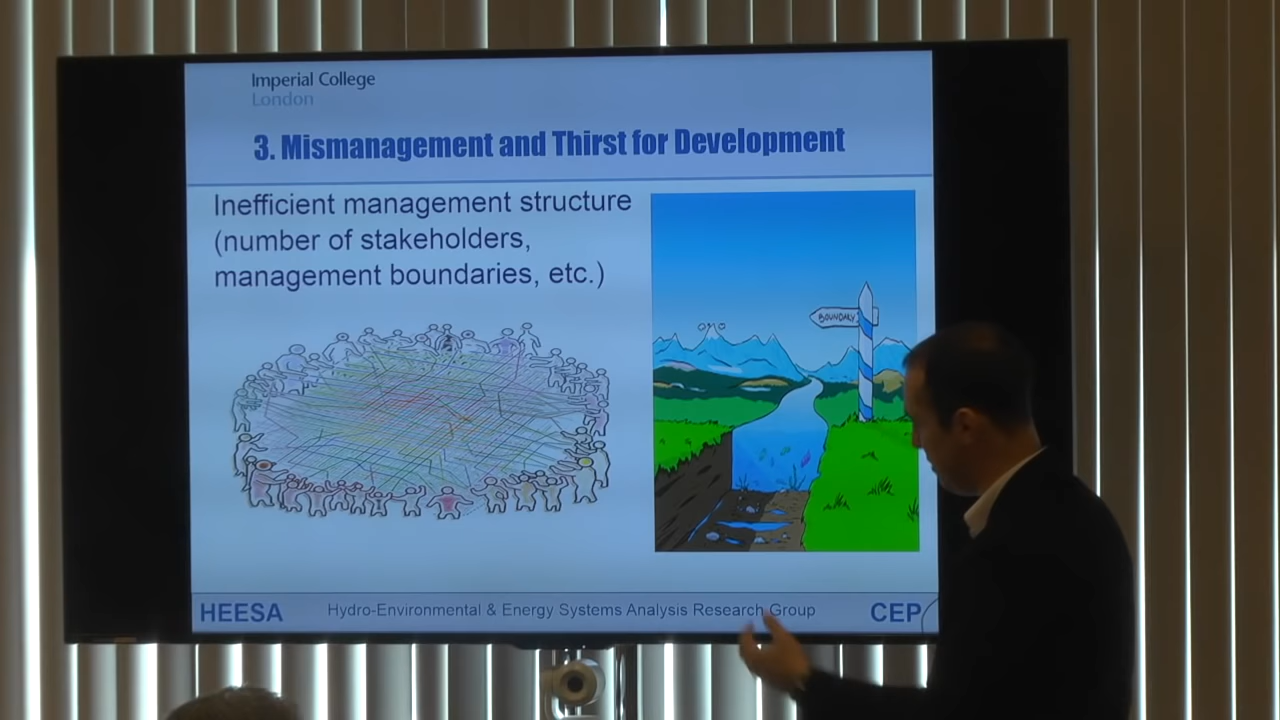 Imperial College
London
3. Mismanagement and Thirst for Development
Inefficient management structure
(number of stakeholders,
management boundaries, etc.)
BOUNDARY
HEESA
Hydro-Environmental & Energy Systems Analysis Research Group
CEP